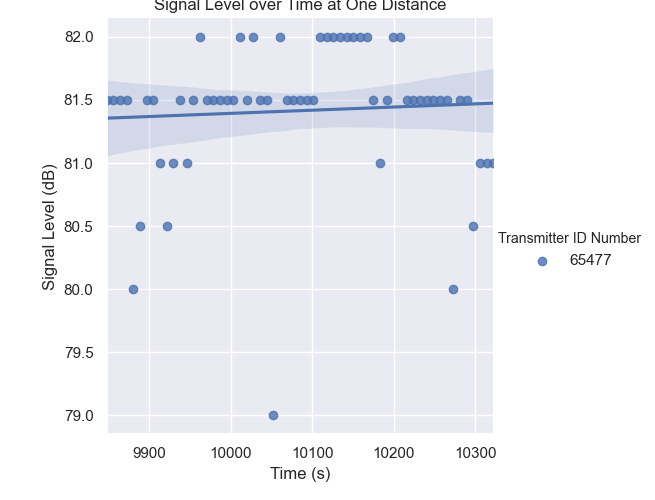 Signal Level over Time at One Distance
82.0
81.5
81.0
80.5
80.0
79.5
79.0
Signal Level (dB)
9900 10000 10100 10200 10300
Time (s)
Transmitter ID Number
65477